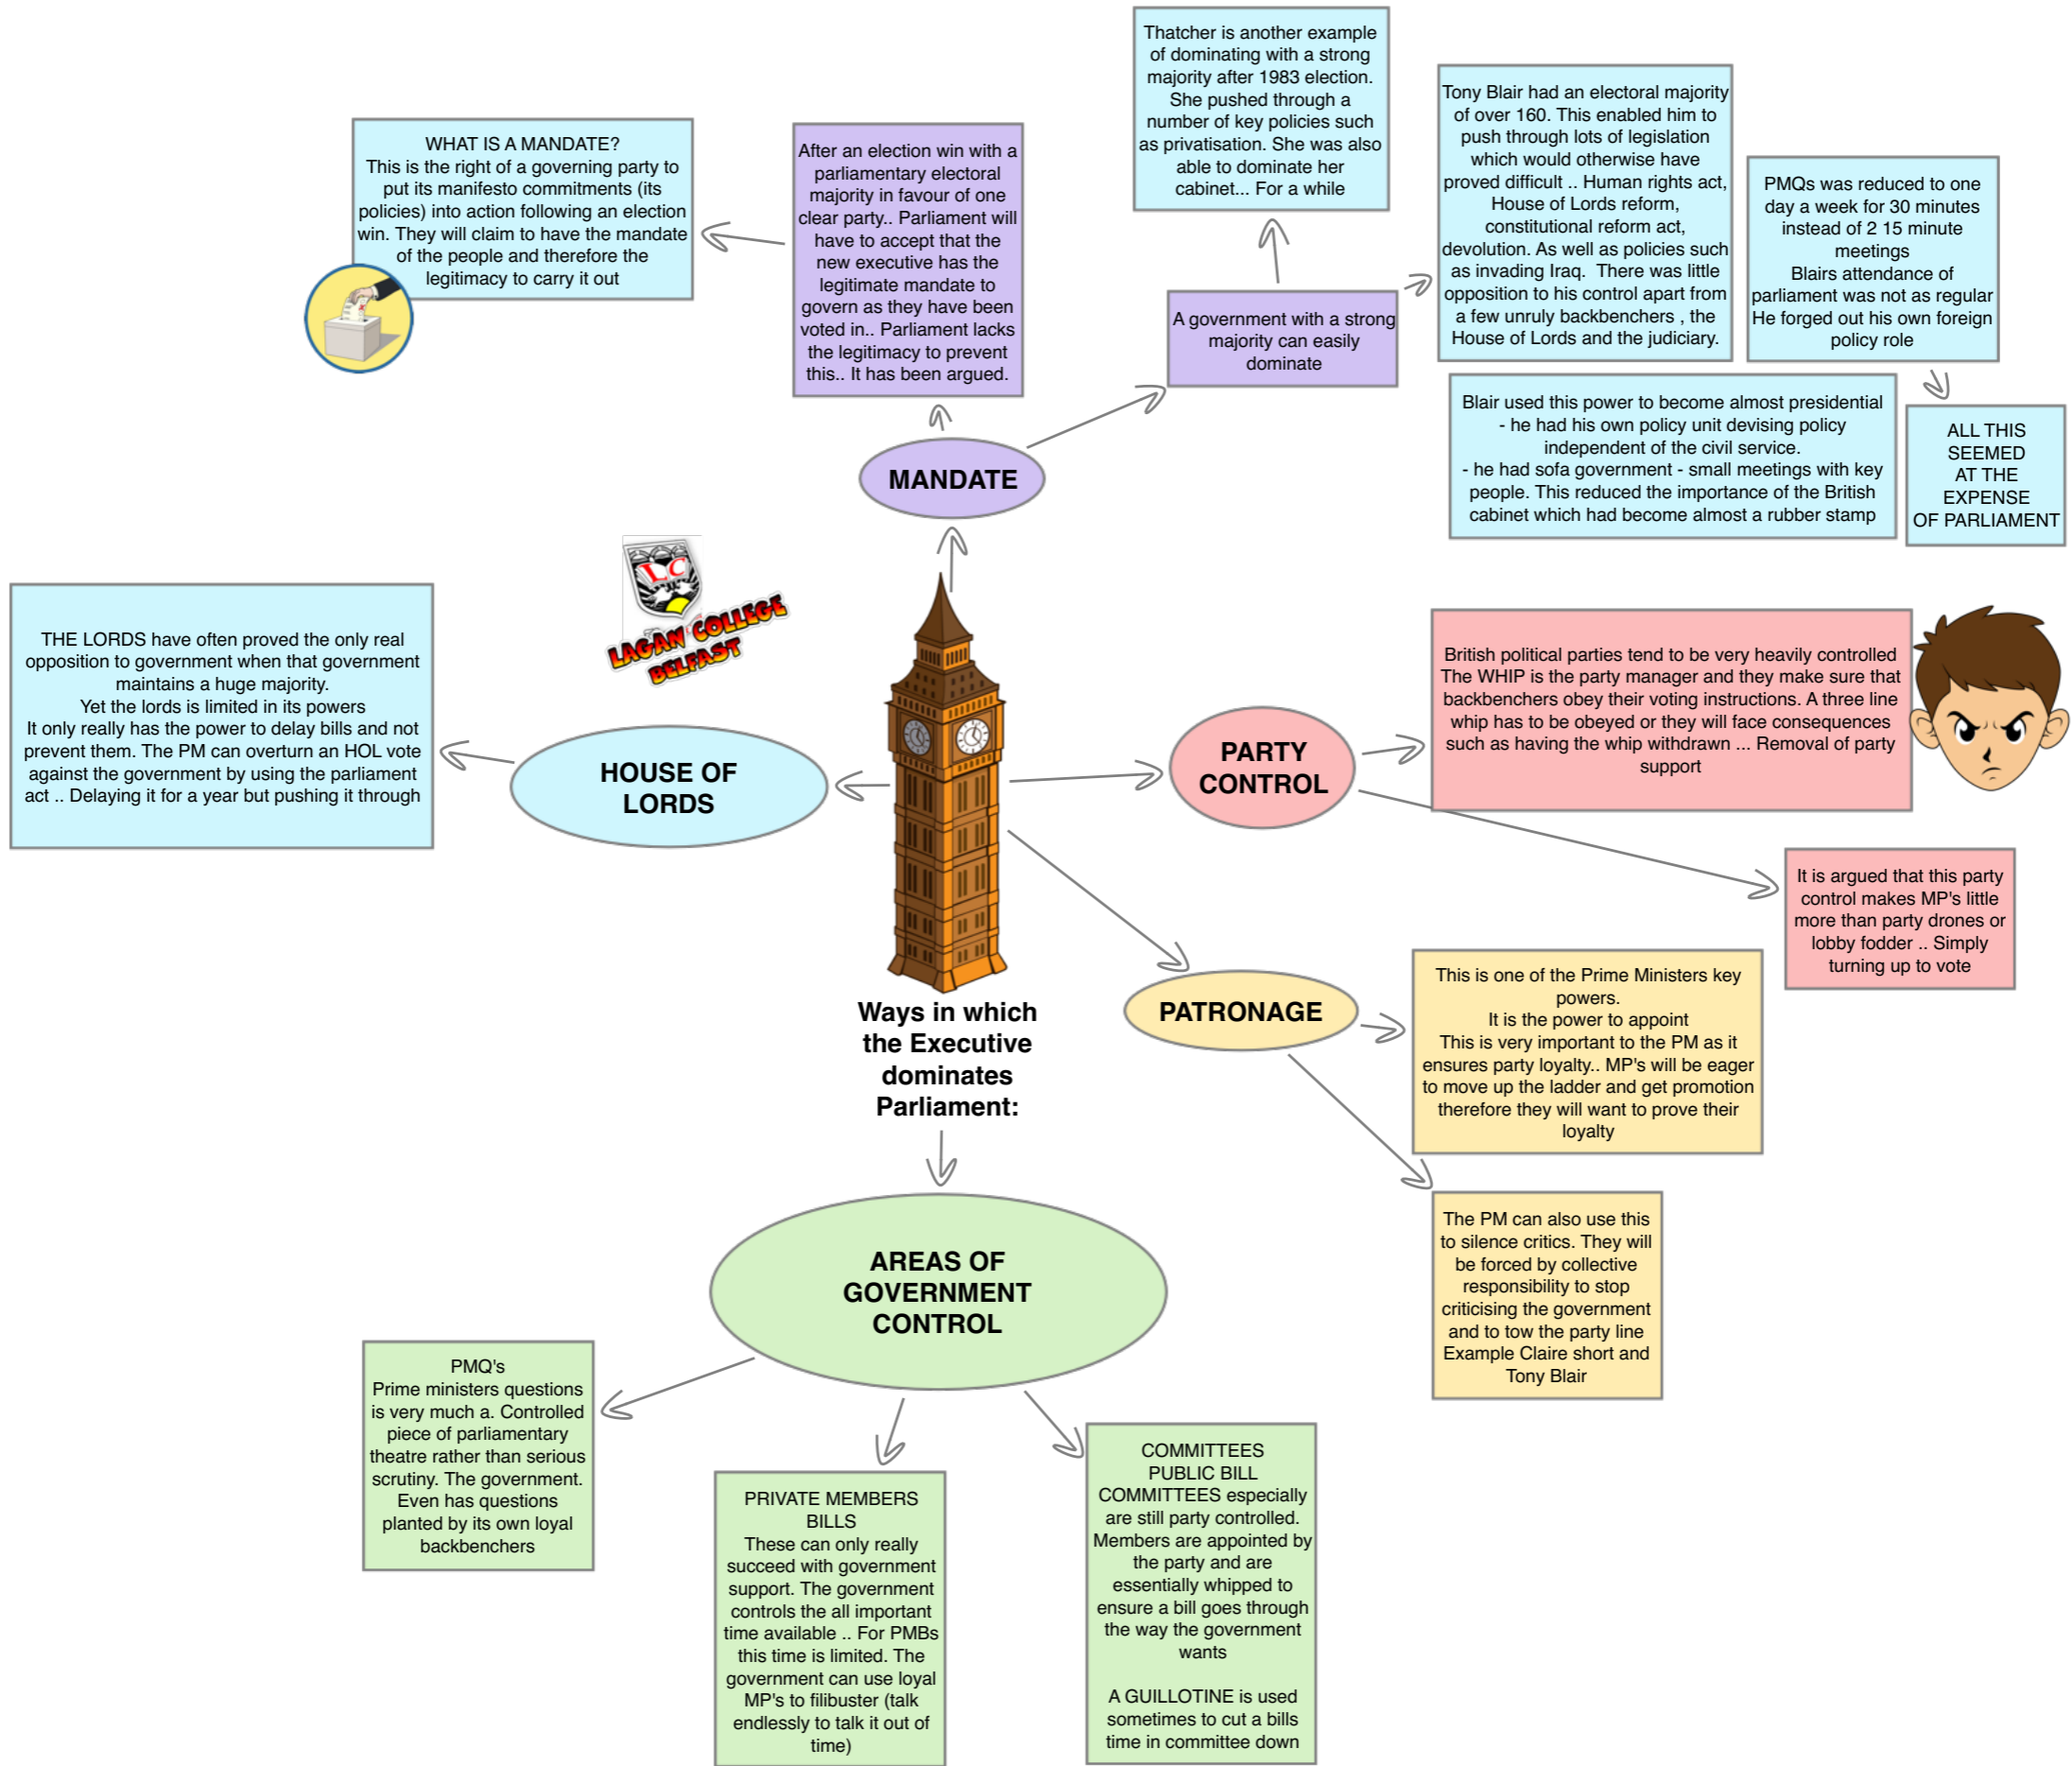 Thatcher is another example
of dominating with a strong
majority after 1983 election.
She pushed through a
number of key policies such
as privatisation. She was also
able to dominate her
cabinet... For a while
Tony Blair had an electoral majority
of over 160. This enabled him to
push through lots of legislation
which would otherwise have
proved difficult .. Human rights act,
House of Lords reform,
constitutional reform act,
devolution. As well as policies such
as invading Iraq. There was little
opposition to his control apart from
a few unruly backbenchers , the
House of Lords and the judiciary.
WHAT IS A MANDATE?
This is the right of a governing party to
put its manifesto commitments (its
policies) into action following an election
win. They will claim to have the mandate
of the people and therefore the
legitimacy to carry it out
After an election win with a
parliamentary electoral
majority in favour of one
clear party.. Parliament will
have to accept that the
new executive has the
legitimate mandate to
govern as they have been
voted in.. Parliament lacks
the legitimacy to prevent
this.. It has been argued.
PMQs was reduced to one
day a week for 30 minutes
instead of 2 15 minute
meetings
Blairs attendance of
parliament was not as regular
He forged out his own foreign
policy role
A government with a strong
majority can easily
dominate
Blair used this power to become almost presidential
- he had his own policy unit devising policy
independent of the civil service.
- he had sofa government - small meetings with key
people. This reduced the importance of the British
cabinet which had become almost a rubber stamp
ALL THIS
SEEMED
AT THE
EXPENSE
OF PARLIAMENT
MANDATE
LC
LAGAN COLLEGE
BELFAST
THE LORDS have often proved the only real
opposition to government when that government
maintains a huge majority.
Yet the lords is limited in its powers
It only really has the power to delay bills and not
prevent them. The PM can overturn an HOL vote
against the government by using the parliament
act .. Delaying it for a year but pushing it through
HOUSE OF
LORDS
PARTY
CONTROL
British political parties tend to be very heavily controlled
The WHIP is the party manager and they make sure that
backbenchers obey their voting instructions. A three line
whip has to be obeyed or they will face consequences
such as having the whip withdrawn ... Removal of party
support
It is argued that this party
control makes MP's little
more than party drones or
lobby fodder .. Simply
turning up to vote
PATRONAGE
This is one of the Prime Ministers key
powers.
It is the power to appoint
This is very important to the PM as it
ensures party loyalty.. MP's will be eager
to move up the ladder and get promotion
therefore they will want to prove their
loyalty
Ways in which
the Executive
dominates
Parliament:
The PM can also use this
to silence critics. They will
be forced by collective
responsibility to stop
criticising the government
and to tow the party line
Example Claire short and
Tony Blair
AREAS OF
GOVERNMENT
CONTROL
PMQ's
Prime ministers questions
is very much a. Controlled
piece of parliamentary
theatre rather than serious
scrutiny. The government.
Even has questions
planted by its own loyal
backbenchers
PRIVATE MEMBERS
BILLS
These can only really
succeed with government
support. The government
controls the all important
time available .. For PMBs
this time is limited. The
government can use loyal
MP's to filibuster (talk
endlessly to talk it out of
time)
COMMITTEES
PUBLIC BILL
COMMITTEES especially
are still party controlled.
Members are appointed by
the party and are
essentially whipped to
ensure a bill goes through
the way the government
wants
A GUILLOTINE is used
sometimes to cut a bills
time in committee down